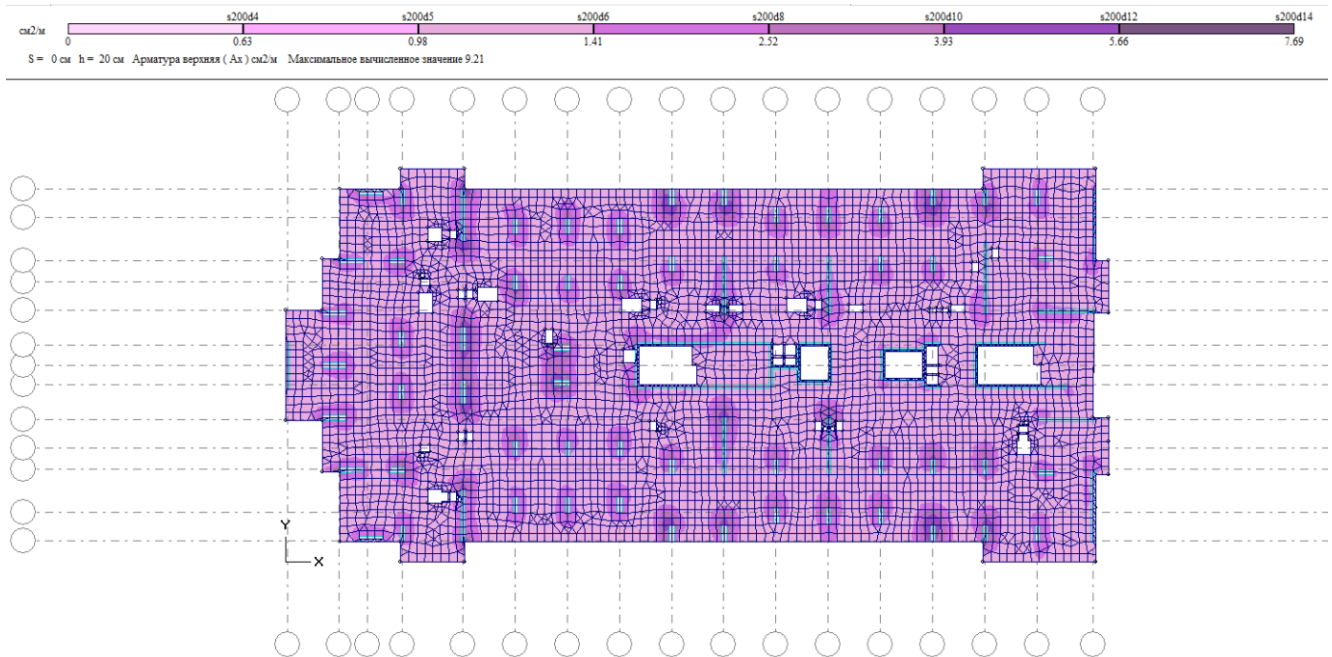 s200d4 s200d5 s200d6 s200d8 s200d10 s200d12 s200d14
см2/м
0 0.63 0.98 1.41 2.52 3.93 5.66 7.69
S = 0 см h = 20 см Арматура верхняя ( Ax ) см2/м Максимальное вычисленное значение 9.21
Y
X